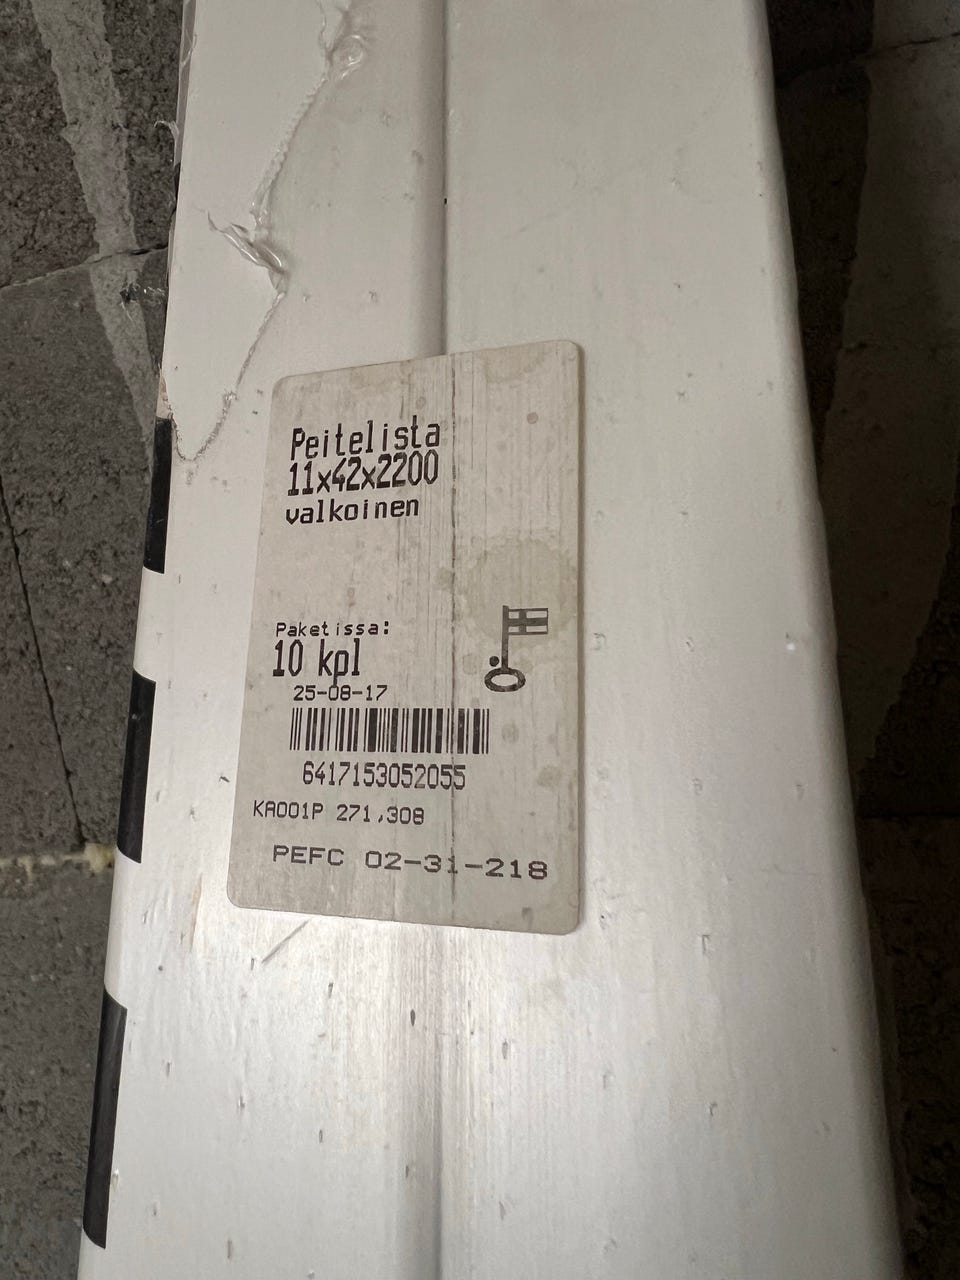 Peitelista
11x42x2200
valkoinen
Paketissa:
10 kpl
25-08-17
6417153052055
KA001P 271,308
PEFC 02-31-218